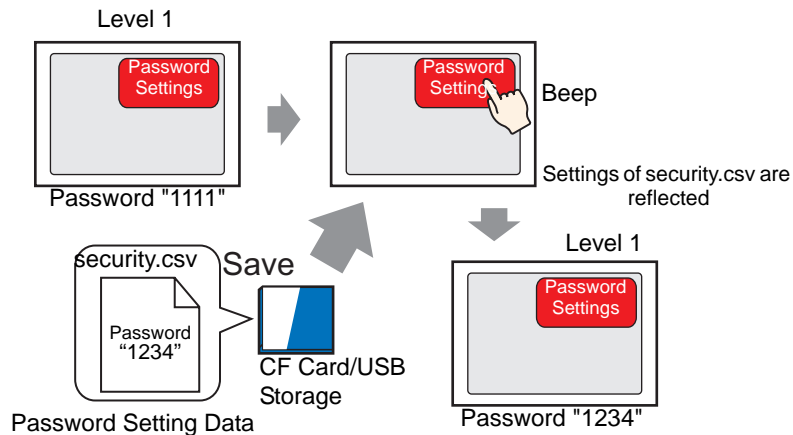 Level 1
Password
Settings
Password "1111"
Password
Settings
Beep
Settings of security.csv are
reflected
security.csv
Password
“1234”
Password Setting Data
Save
CF Card/USB
Storage
Level 1
Password
Settings
Password "1234"